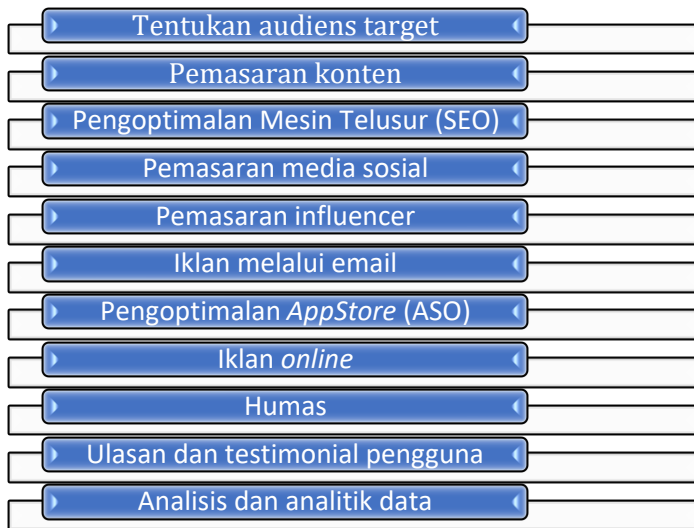 Tentukan audiens target
Pemasaran konten
Pengoptimalan Mesin Telusur (SEO)
Pemasaran media sosial
Pemasaran influencer
Iklan melalui email
Pengoptimalan AppStore (ASO)
Iklan online
Humas
Ulasan dan testimonial pengguna
Analisis dan analitik data